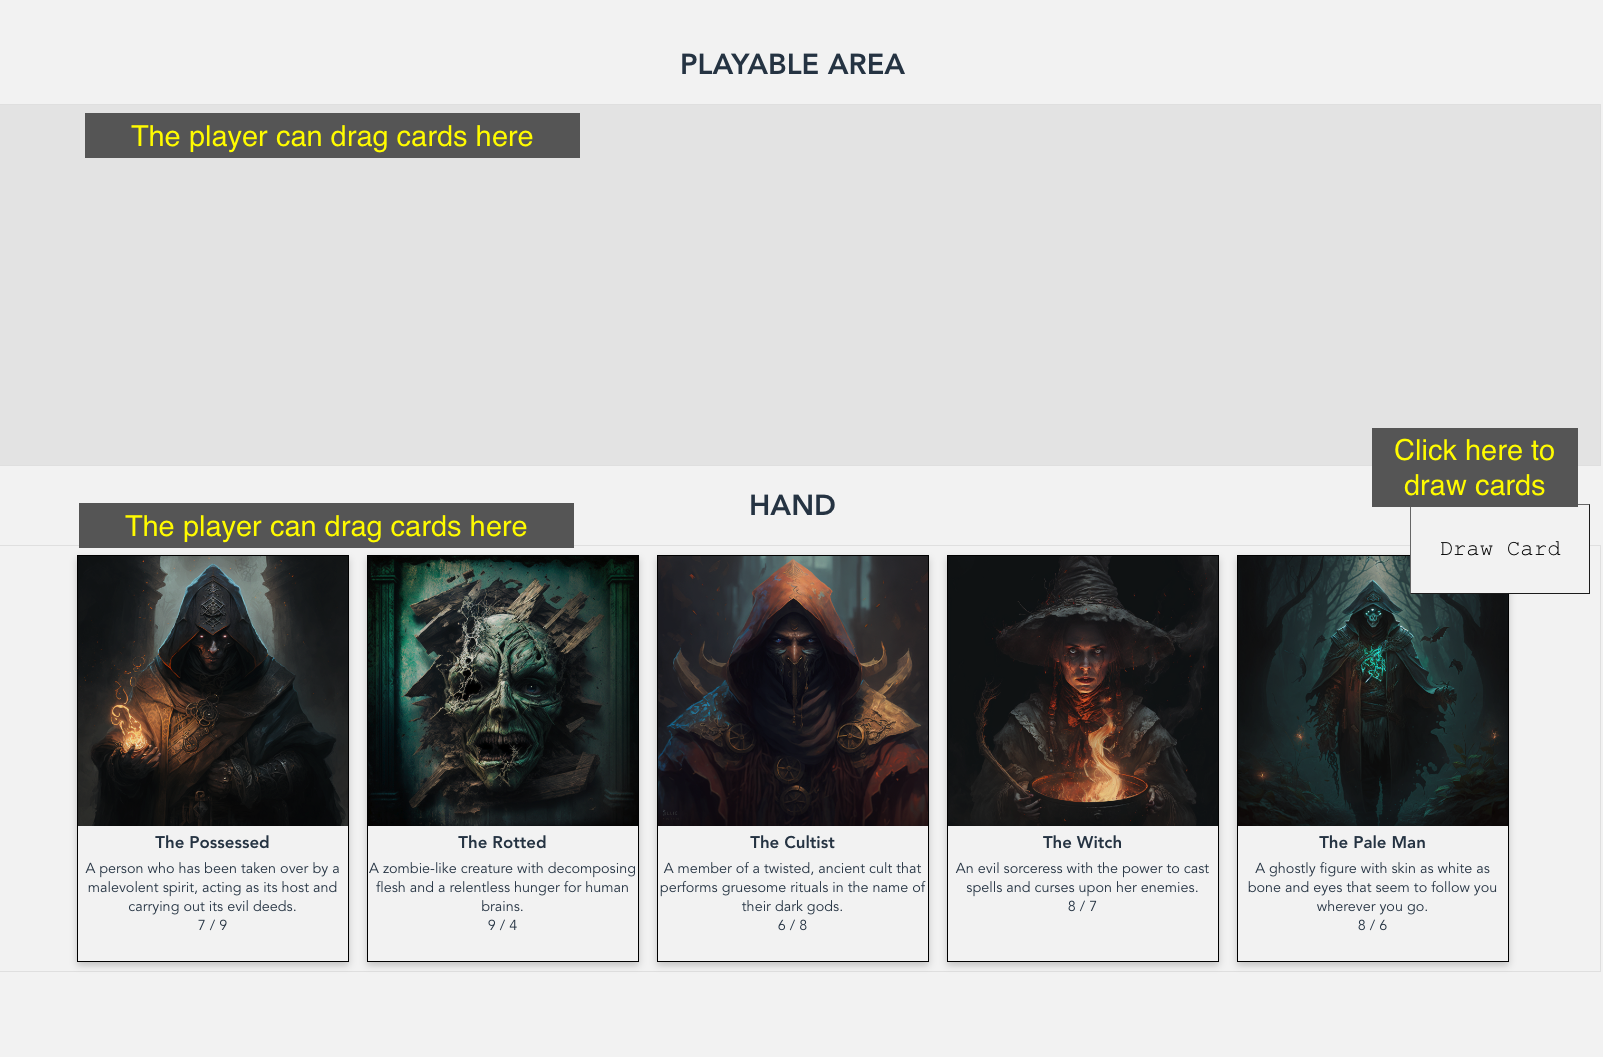 PLAYABLE AREA
The player can drag cards here
Click here to
draw cards
HAND
The player can drag cards here
Draw Card
The Possessed
A person who has been taken over by a
malevolent spirit, acting as its host and
carrying out its evil deeds.
7 / 9
The Rotted
A zombie-like creature with decomposing
flesh and a relentless hunger for human
brains.
9 / 4
The Cultist
A member of a twisted, ancient cult that
performs gruesome rituals in the name of
their dark gods.
6 / 8
The Witch
An evil sorceress with the power to cast
spells and curses upon her enemies.
8 / 7
The Pale Man
A ghostly figure with skin as white as
bone and eyes that seem to follow you
wherever you go.
8 / 6